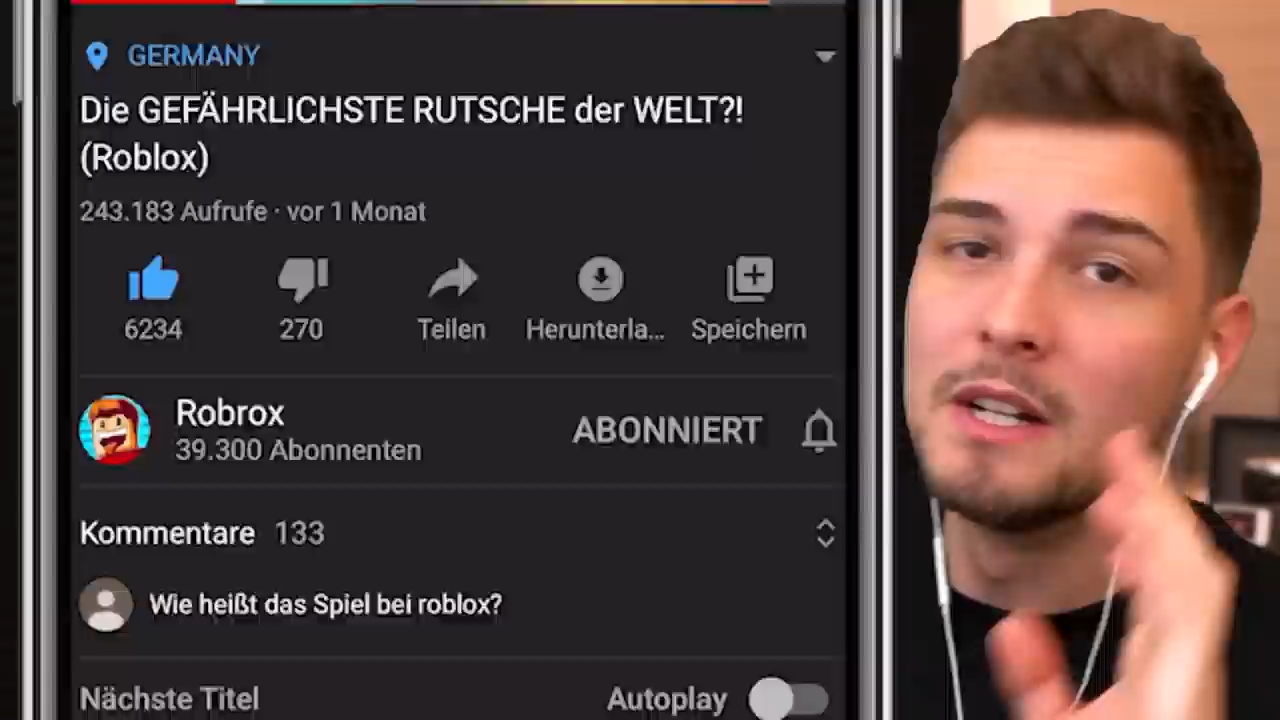 GERMANY
Die GEFÄHRLICHSTE RUTSCHE der WELT?!
(Roblox)
243.183 Aufrufe · vor 1 Monat
6234
270
Teilen
Herunterla...
Speichern
Robrox
39.300 Abonnenten
ABONNIERT
Kommentare 133
Wie heißt das Spiel bei roblox?
Nächste Titel
Autoplay